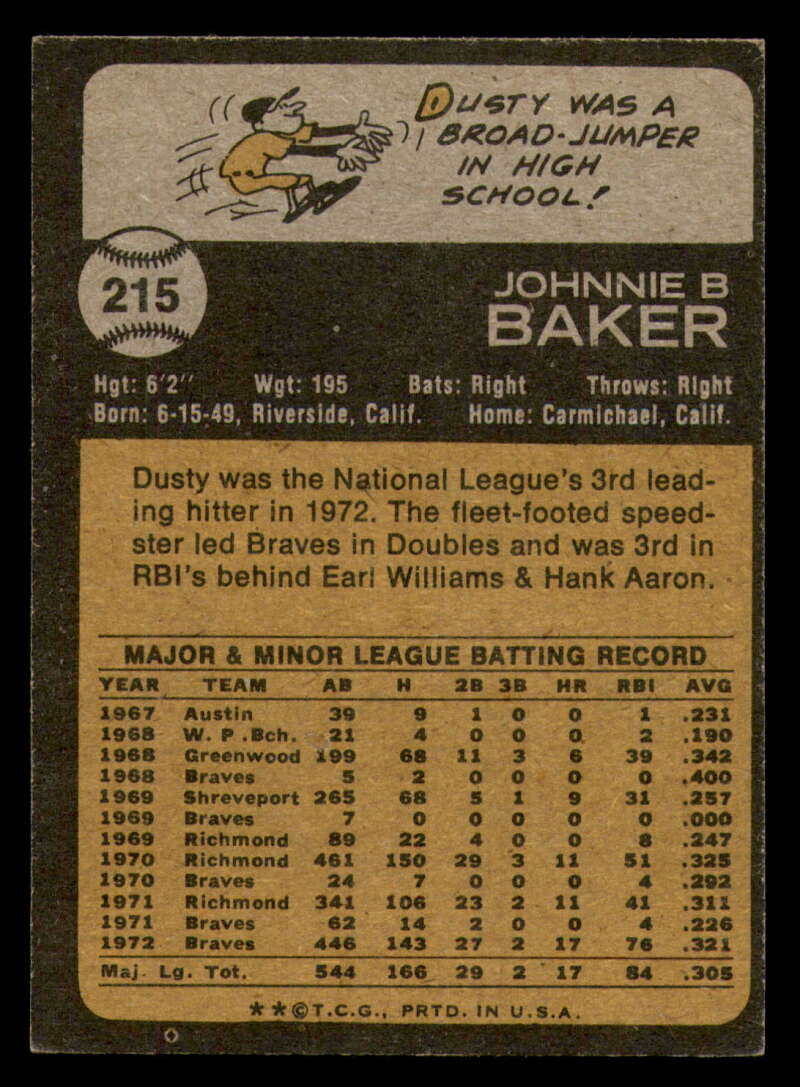 DUSTY WAS A
BROAD-JUMPER
IN HIGH
SCHOOL!
215
JOHNNIE B
BAKER
Hgt: 6'2" Wgt: 195 Bats: Right Throws: Right
Born: 6-15-49, Riverside, Calif. Home: Carmichael, Calif.
Dusty was the National League's 3rd lead-
ing hitter in 1972. The fleet-footed speed-
ster led Braves in Doubles and was 3rd in
RBI's behind Earl Williams & Hank Aaron.
MAJOR & MINOR LEAGUE BATTING RECORD
YEAR TEAM AB H 2B 3B HR RBI AVG
1967 Austin 39 9 1 0 0 1 .231
1968 W. P .Bch. 21 4 0 0 0 2 .190
1968 Greenwood 199 68 11 3 6 39 .342
1968 Braves 5 2 0 0 0 0 .400
1969 Shreveport 265 68 5 1 9 31 .257
1969 Braves 7 0 0 0 0 0 .000
1969 Richmond 89 22 4 0 0 8 .247
1970 Richmond 461 150 29 3 11 51 .325
1970 Braves 24 7 0 0 0 4 .292
1971 Richmond 341 106 23 2 11 41 .311
1971 Braves 62 14 2 0 0 4 .226
1972 Braves 446 143 27 2 17 76 .321
Maj. Lg. Tot. 544 166 29 2 17 84 .305
**©T.C.G., PRTD. IN U.S.A.